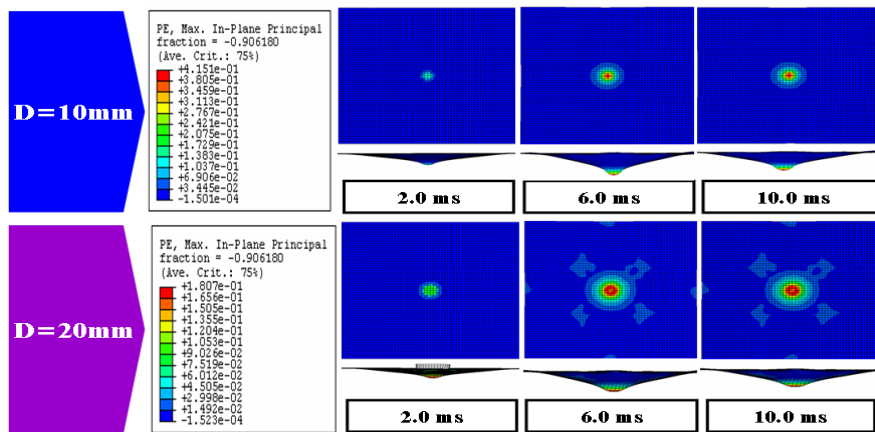 D=10mm
PE, Max. In-Plane Principal
fraction = -0.906180
(Ave. Crit.: 75%)
+4.151e-01
+3.805e-01
+3.459e-01
+3.113e-01
+2.767e-01
+2.421e-01
+2.075e-01
+1.729e-01
+1.383e-01
+1.037e-01
+6.906e-02
+3.445e-02
-1.501e-04
2.0 ms
6.0 ms
10.0 ms
D=20mm
PE, Max. In-Plane Principal
fraction = -0.906180
(Ave. Crit.: 75%)
+1.807e-01
+1.656e-01
+1.505e-01
+1.355e-01
+1.204e-01
+1.053e-01
+9.026e-02
+7.519e-02
+6.012e-02
+4.505e-02
+2.998e-02
+1.492e-02
-1.523e-04
2.0 ms
6.0 ms
10.0 ms